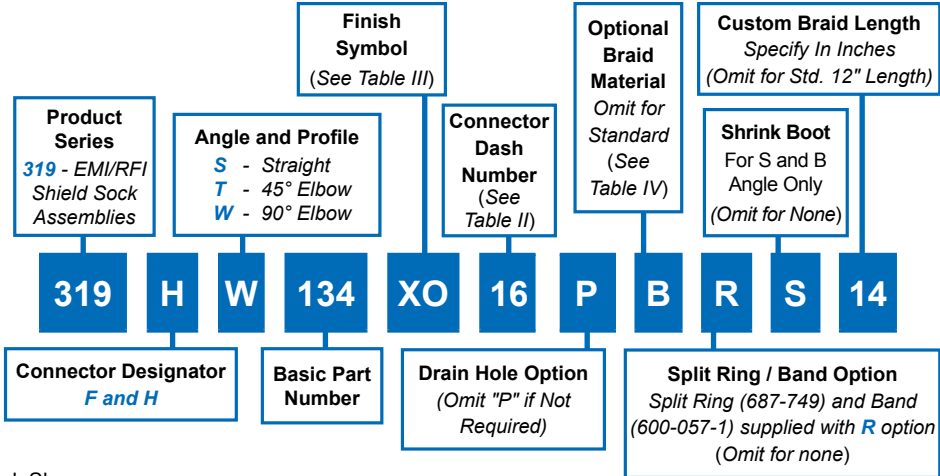 Product
Series
319 - EMI/RFI
Shield Sock
Assemblies
Angle and Profile
S - Straight
T - 45° Elbow
W - 90° Elbow
Finish
Symbol
(See Table III)
Connector
Dash
Number
(See
Table II)
Optional
Braid
Material
Omit for
Standard
(See
Table IV)
Custom Braid Length
Specify In Inches
(Omit for Std. 12" Length)
Shrink Boot
For S and B
Angle Only
(Omit for None)
319 H W 134 XO 16 P B R S 14
Connector Designator
F and H
Basic Part
Number
Drain Hole Option
(Omit "P" if Not
Required)
Split Ring / Band Option
Split Ring (687-749) and Band
(600-057-1) supplied with R option
(Omit for none)